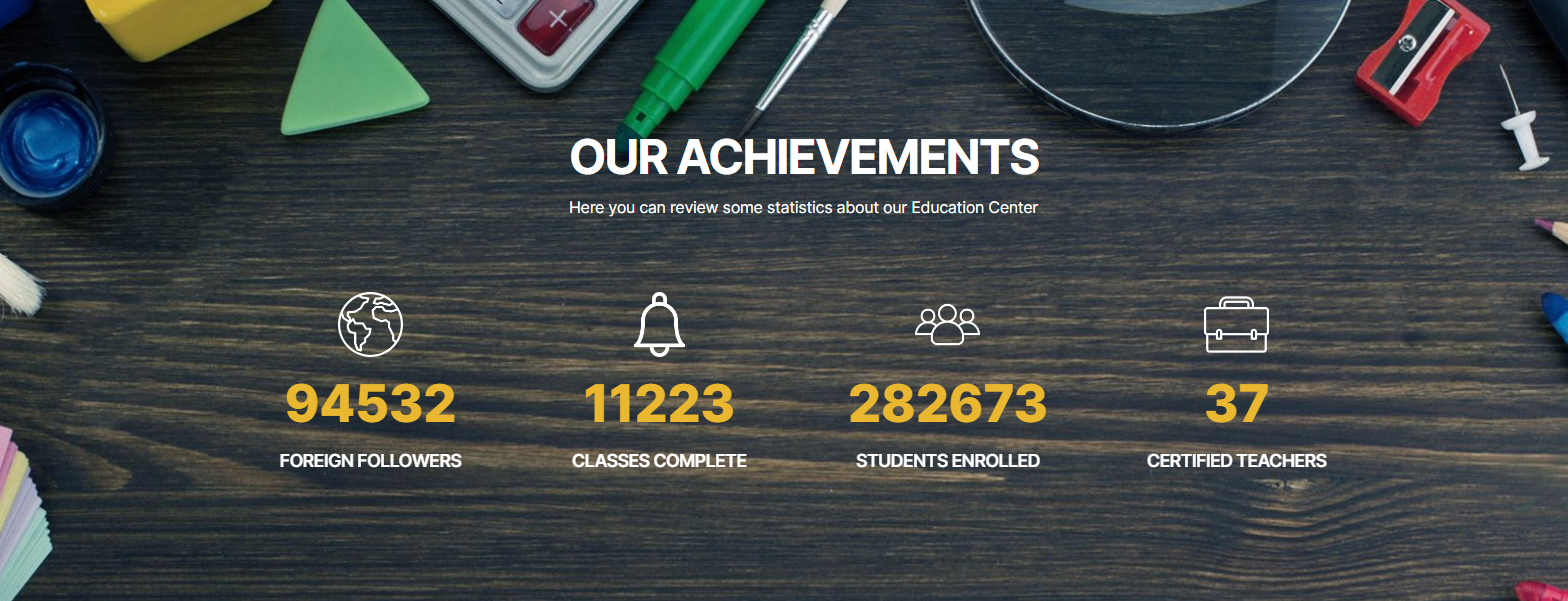 OUR ACHIEVEMENTS
Here you can review some statistics about our Education Center
94532
11223
282673
37
FOREIGN FOLLOWERS
CLASSES COMPLETE
STUDENTS ENROLLED
CERTIFIED TEACHERS